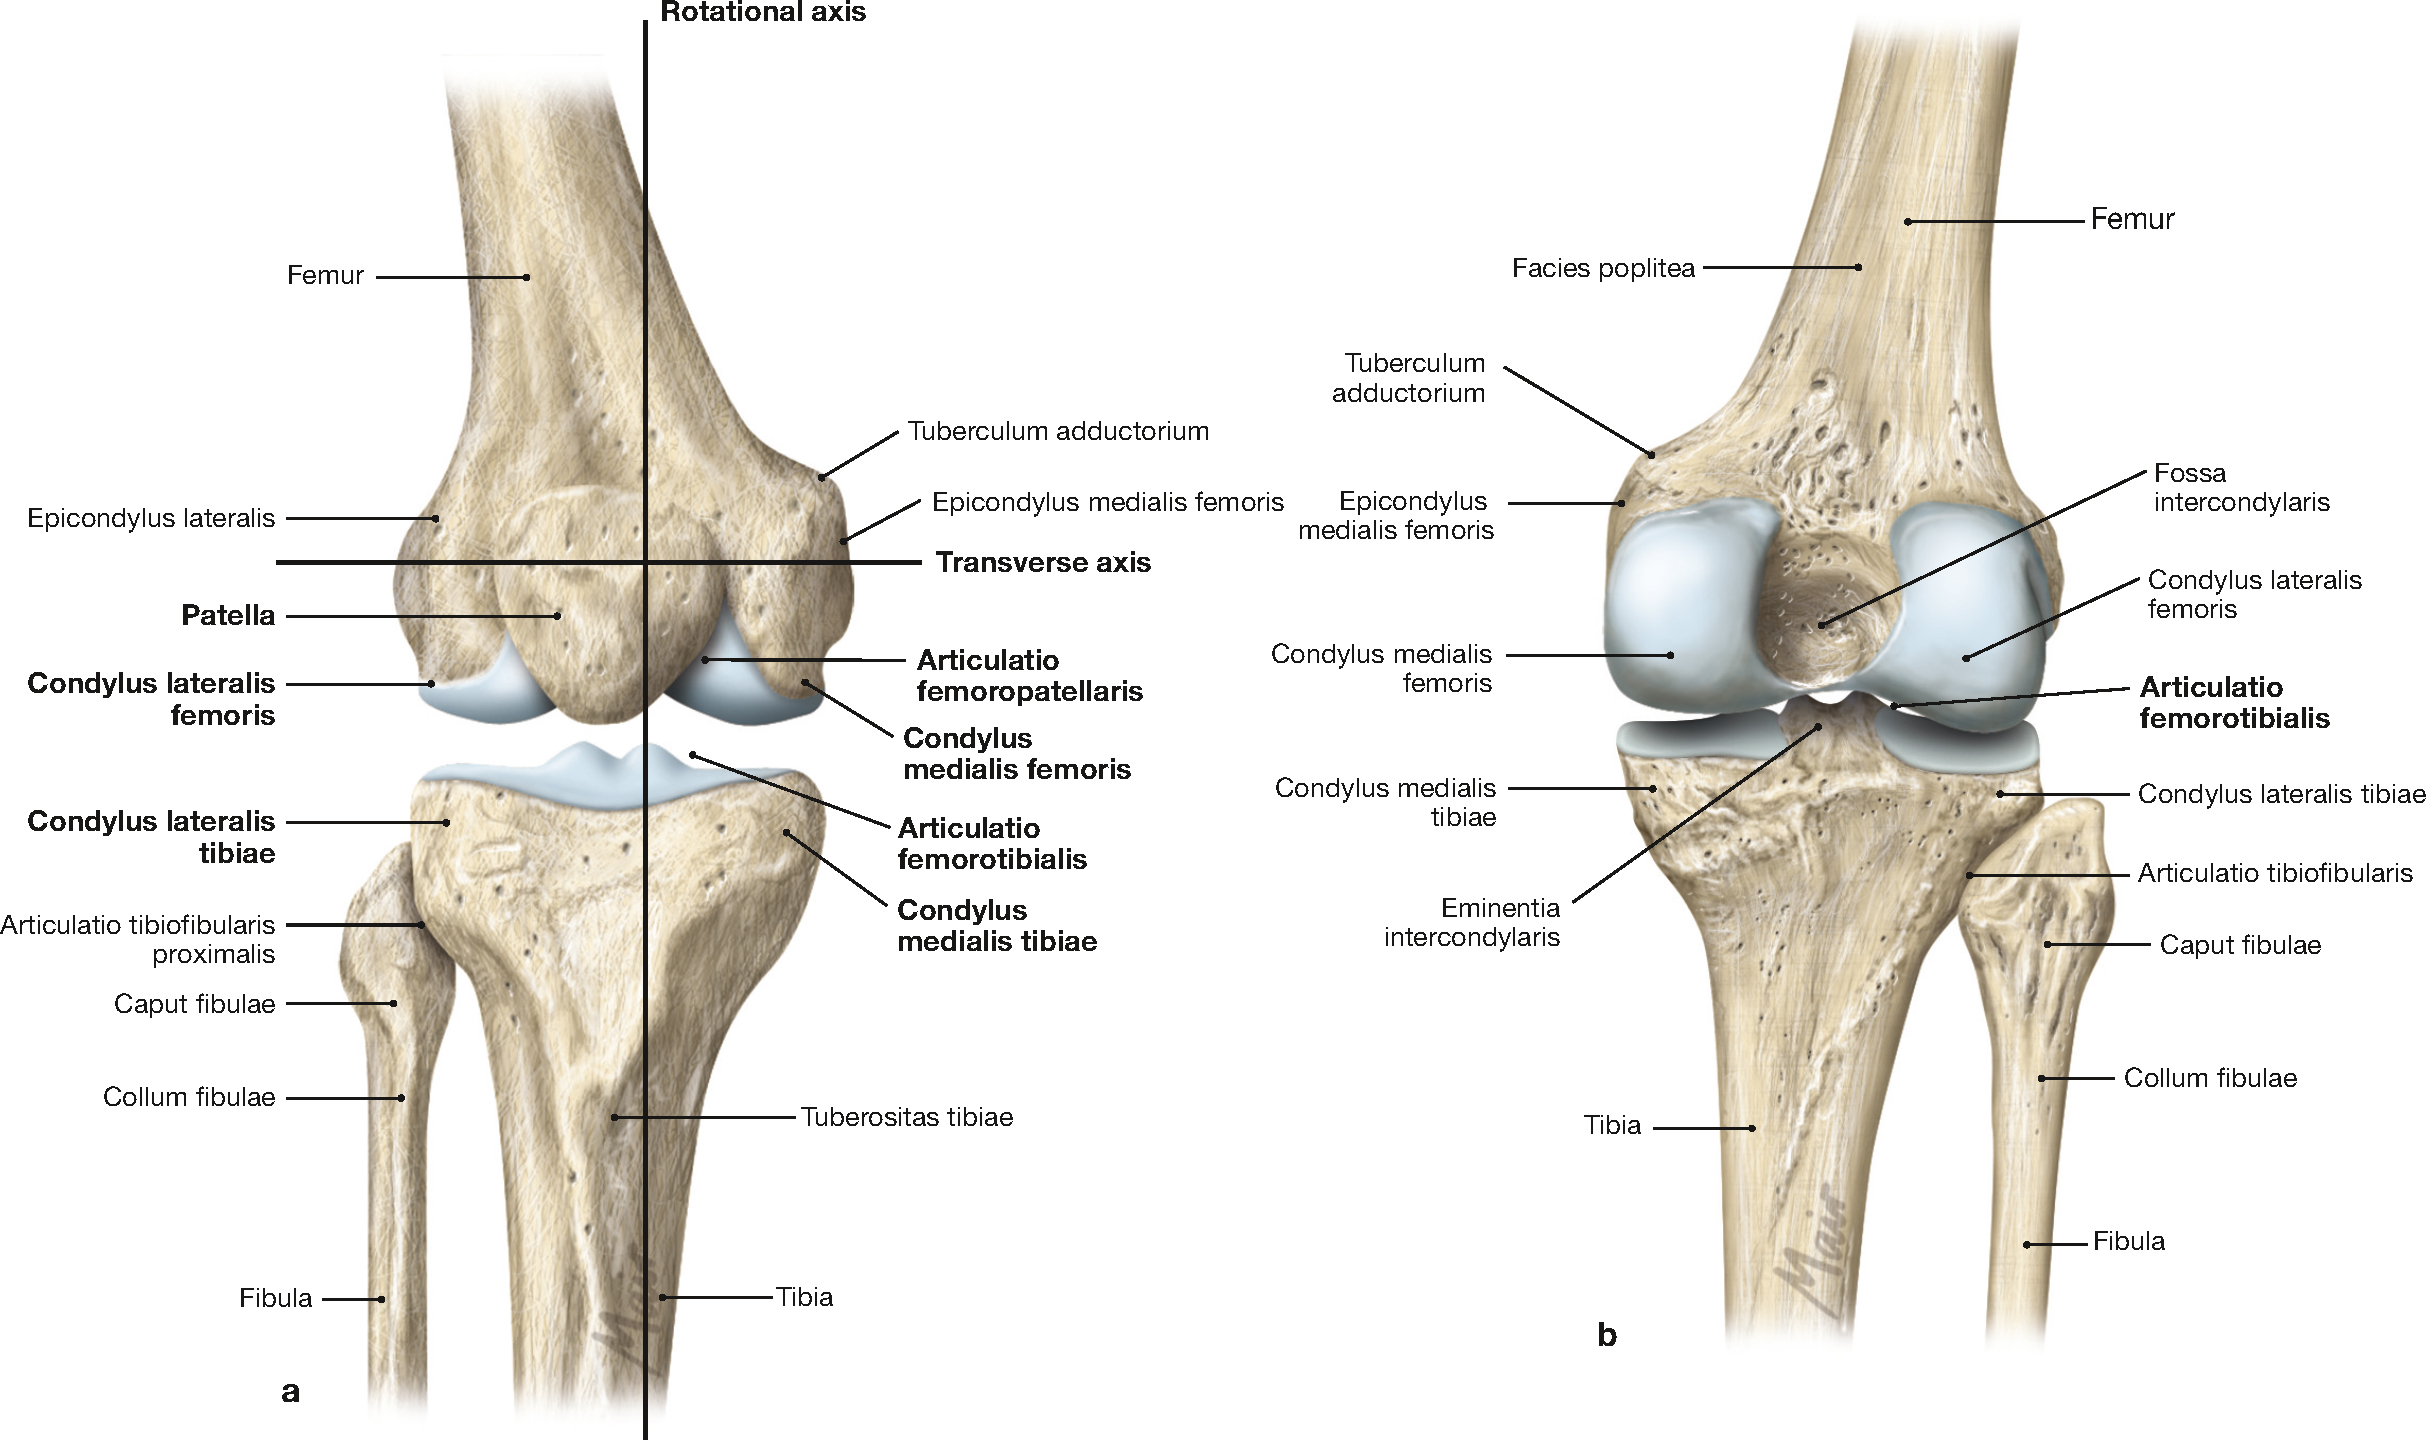 Rotational axis
Femur
Tuberculum adductorium
Epicondylus medialis femoris
Epicondylus lateralis
Transverse axis
Patella
Articulatio
femoropatellaris
Condylus lateralis
femoris
Condylus
medialis femoris
Condylus lateralis
tibiae
Articulatio
femorotibialis
Condylus
medialis tibiae
Articulatio tibiofibularis
proximalis
Caput fibulae
Collum fibulae
Tuberositas tibiae
Fibula
Tibia
a
Femur
Facies poplitea
Tuberculum
adductorium
Fossa
intercondylaris
Epicondylus
medialis femoris
Condylus lateralis
femoris
Condylus medialis
femoris
Articulatio
femorotibialis
Condylus medialis
tibiae
Condylus lateralis tibiae
Articulatio tibiofibularis
Eminentia
intercondylaris
Caput fibulae
Collum fibulae
Tibia
Fibula
b